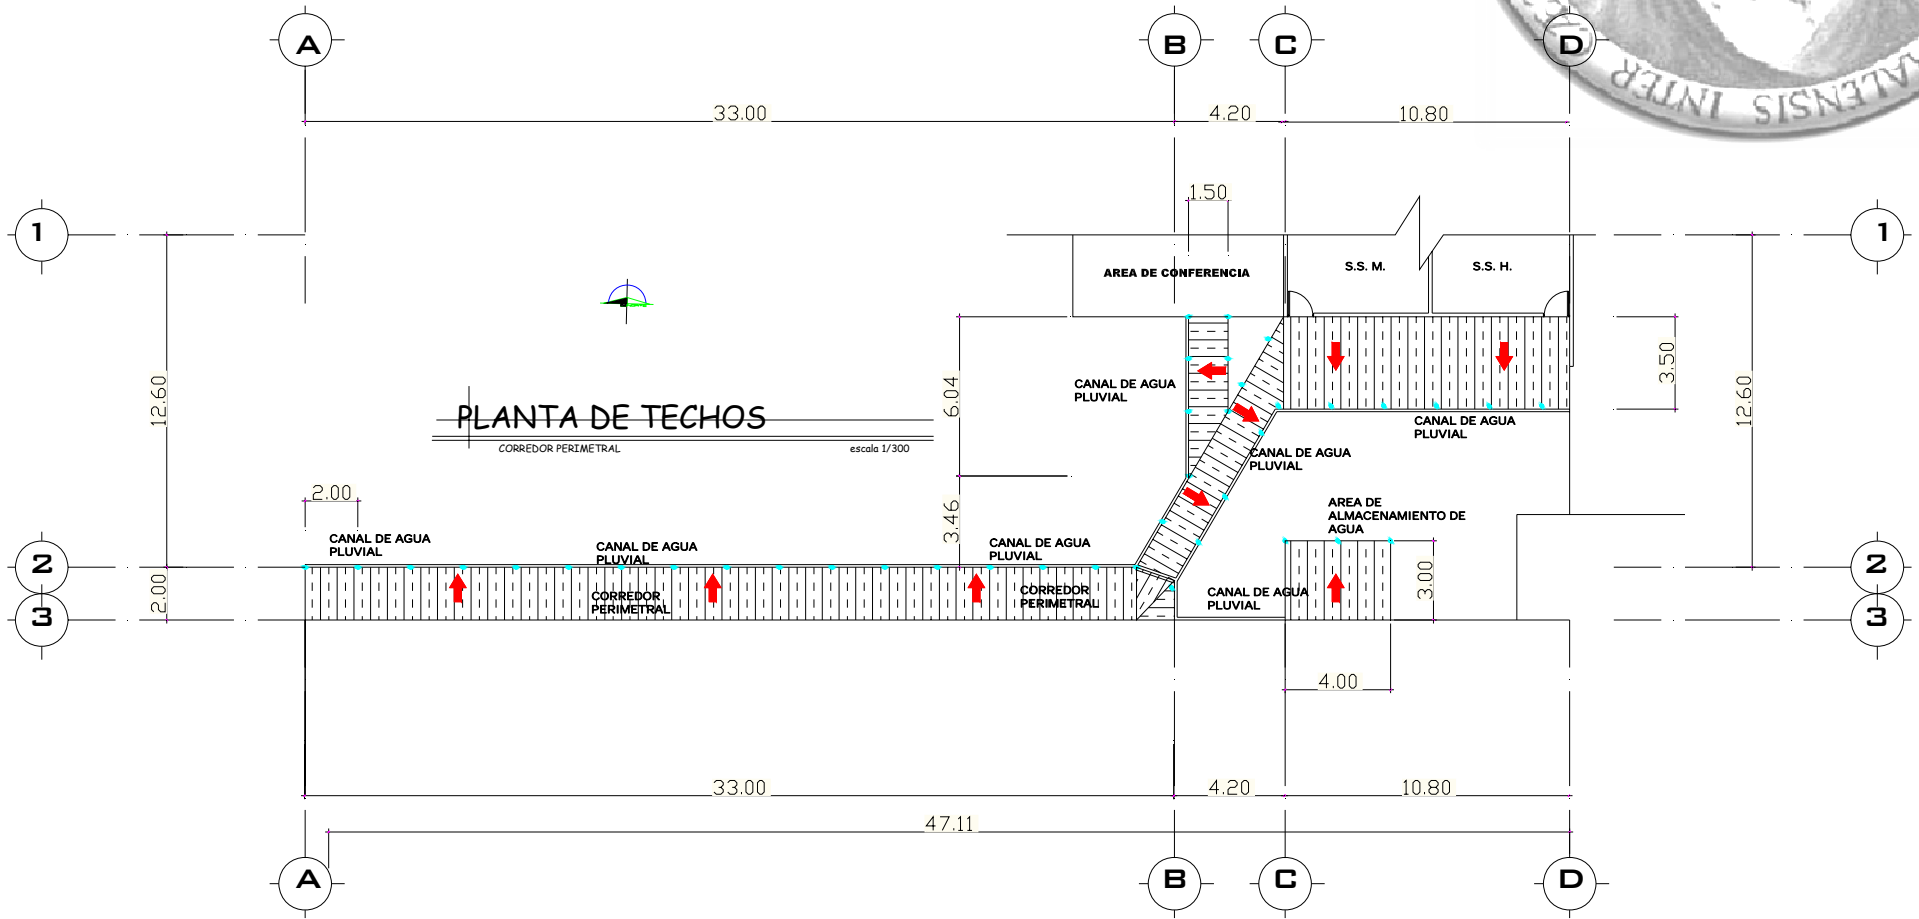 A
B
C
D
INTER
33.00
4.20
10.80
1.50
1
1
AREA DE CONFERENCIA
S.S. M.
S.S. H.
12.60
6.04
3.50
12.60
CANAL DE AGUA
PLUVIAL
PLANTA DE TECHOS
CORREDOR PERIMETRAL
escala 1/300
CANAL DE AGUA
PLUVIAL
CANAL DE AGUA
PLUVIAL
2.00
3.46
AREA DE
ALMACENAMIENTO DE
AGUA
CANAL DE AGUA
PLUVIAL
CANAL DE AGUA
PLUVIAL
CANAL DE AGUA
PLUVIAL
2
2
2.00
CORREDOR
PERIMETRAL
CORREDOR
PERIMETRAL
CANAL DE AGUA
PLUVIAL
3.00
3
3
4.00
33.00
4.20
10.80
47.11
A
B
C
D